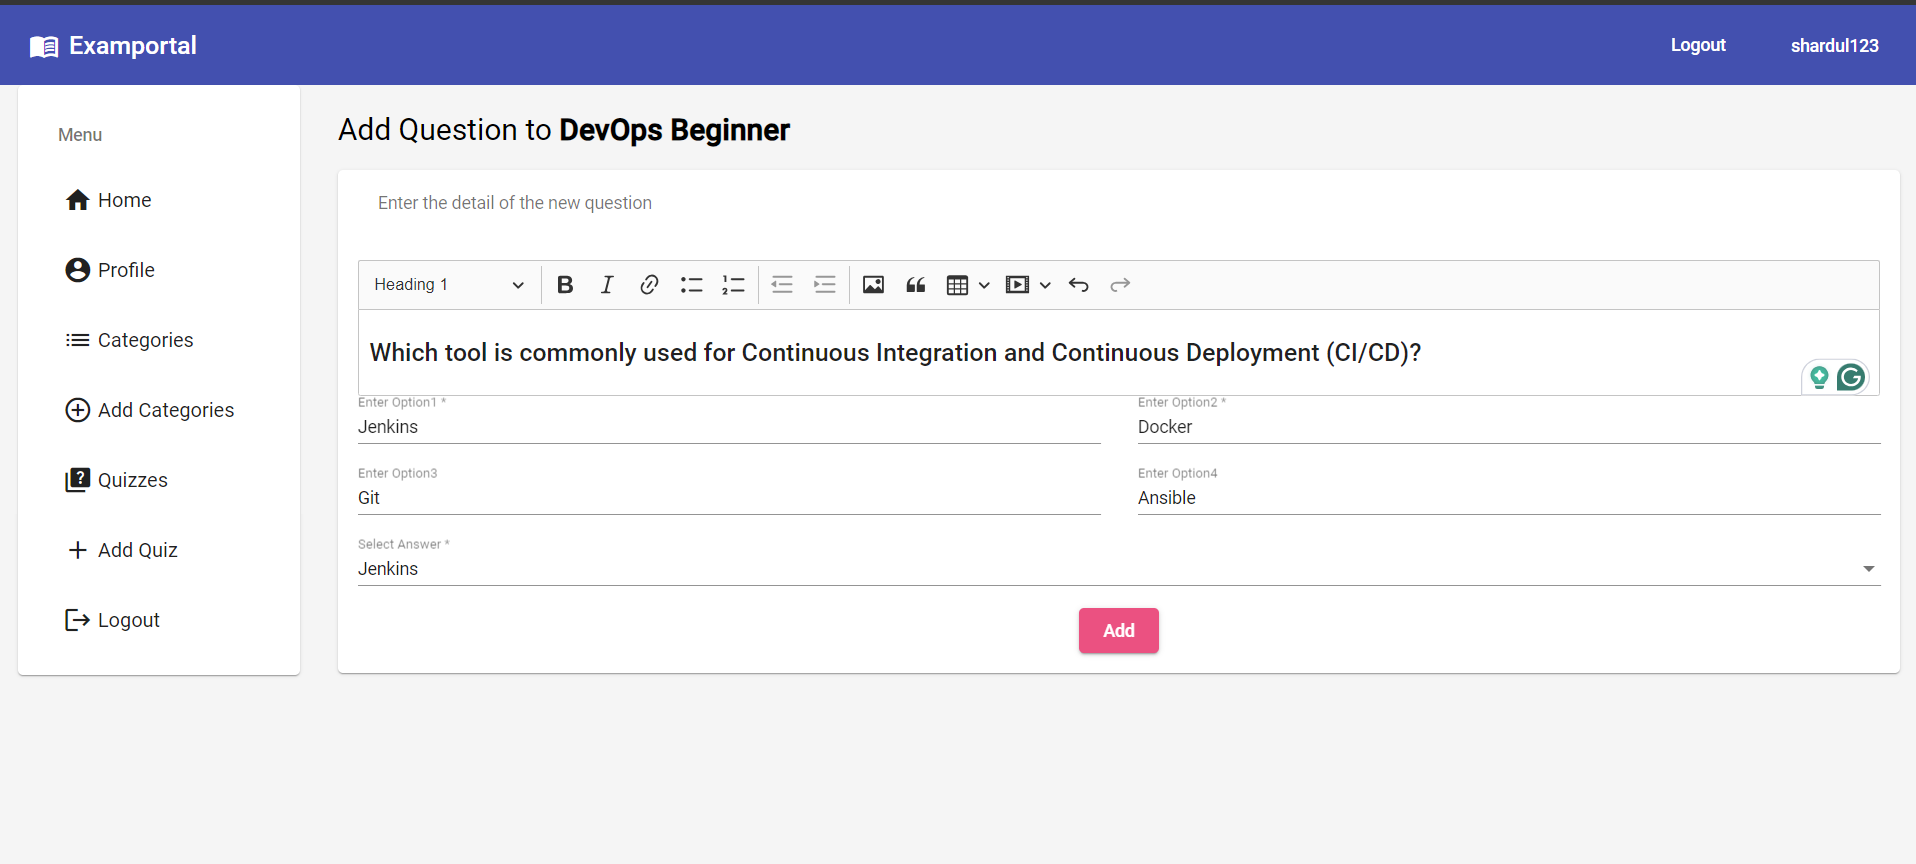 Examportal
Logout shardul123
Menu
Home
Profile
Categories
Add Categories
Quizzes
Add Quiz
Logout
Add Question to DevOps Beginner
Enter the detail of the new question
Heading 1
Which tool is commonly used for Continuous Integration and Continuous Deployment (CI/CD)?
Enter Option1 * Enter Option2 *
Jenkins Docker
Enter Option3 Enter Option4
Git Ansible
Select Answer *
Jenkins
Add